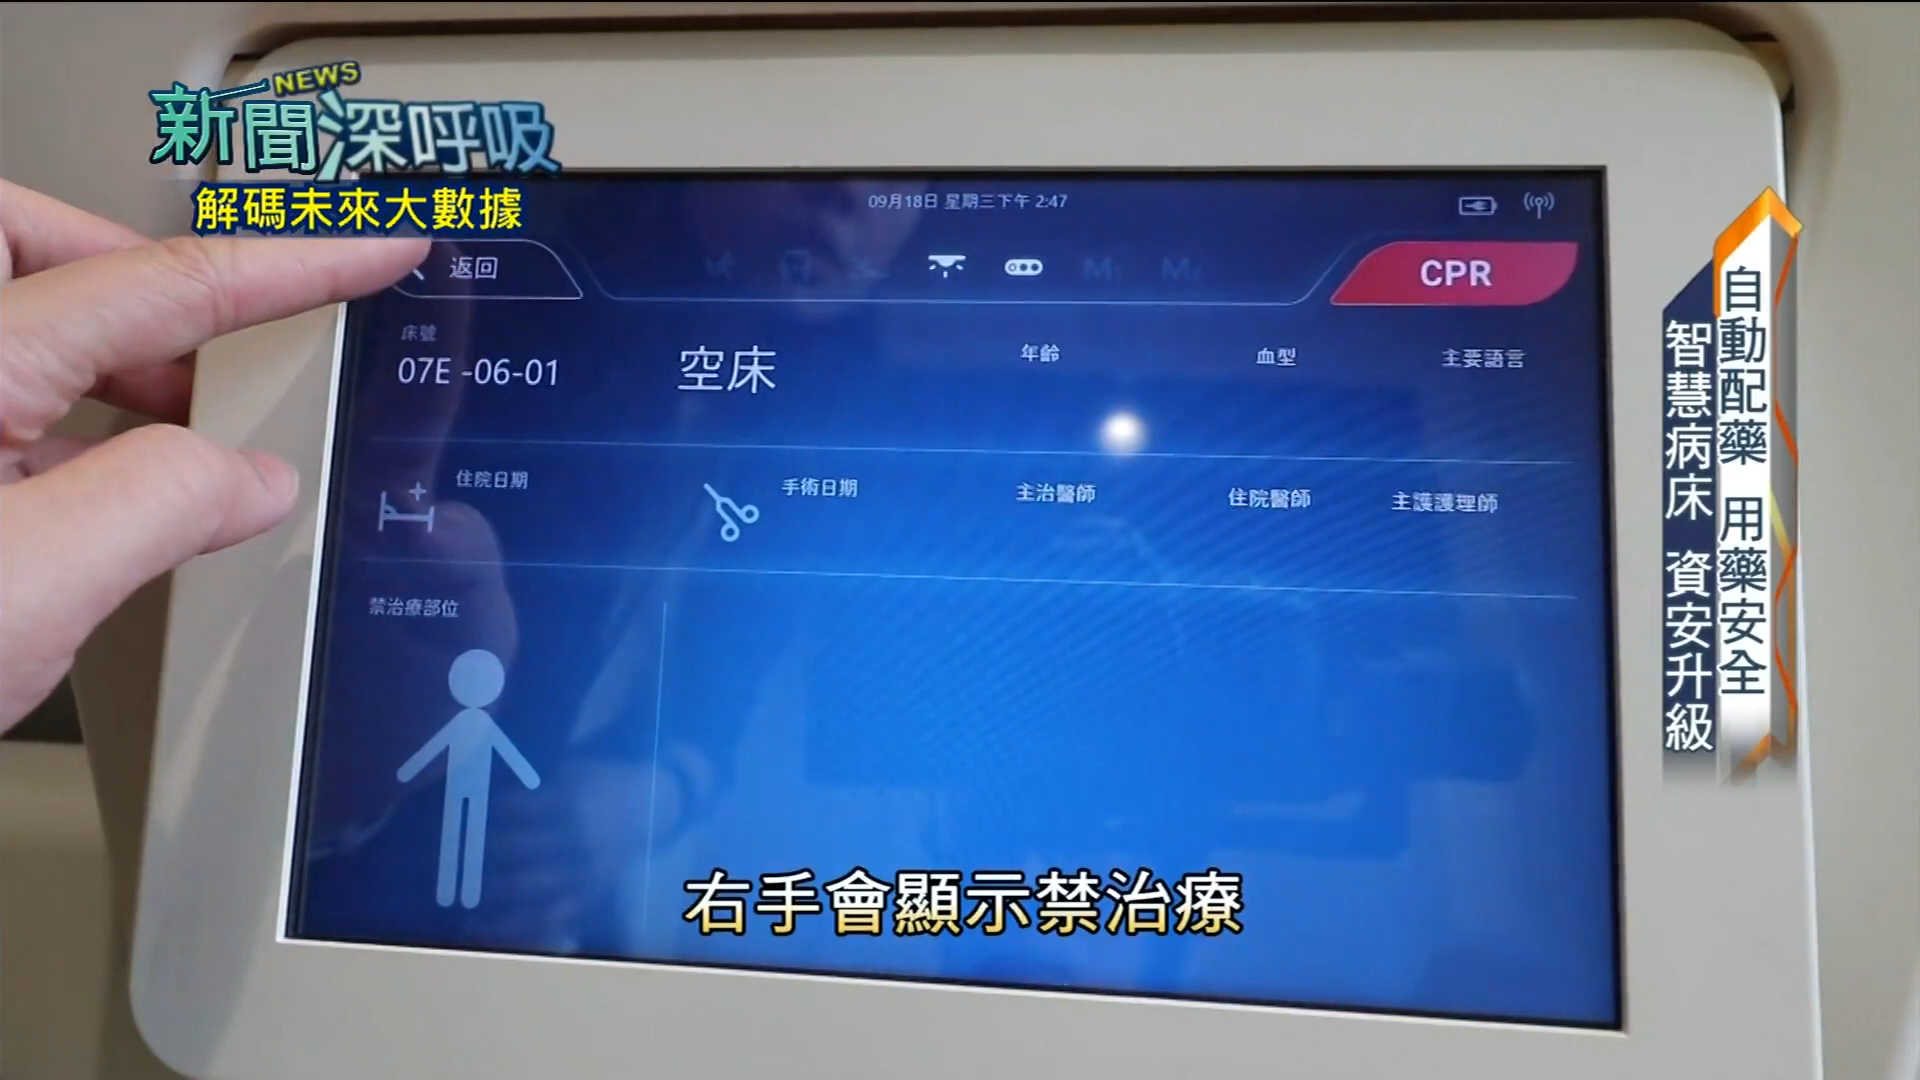 NEWS
新聞深呼吸
解碼未來大數據
09月18日 星期三下午 2:47
返回
CPR
床號
07E -06-01
空床
年齡
血型
主要語言
住院日期
手術日期
主治醫師
住院醫師
主護護理師
禁治療部位
自動配藥 用藥安全
智慧病床 資安升級
右手會顯示禁治療